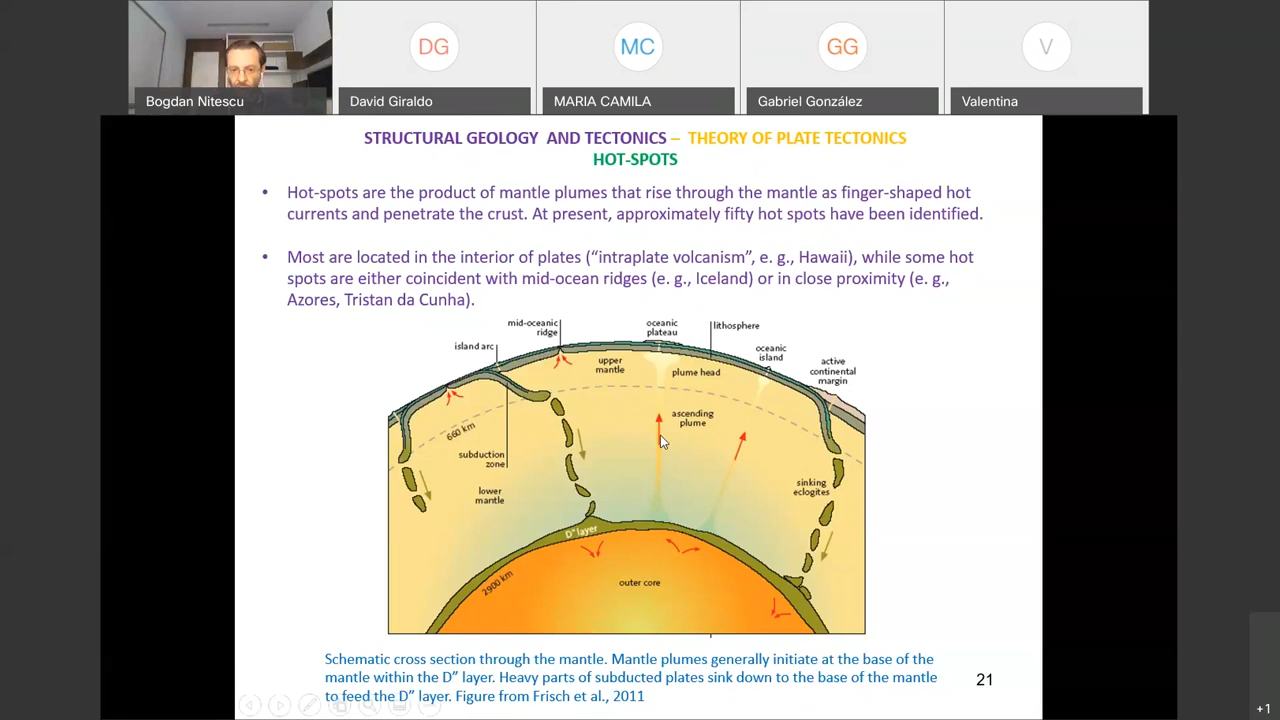 DG
MC
GG
V
Bogdan Nitescu
David Giraldo
MARIA CAMILA
Gabriel González
Valentina
STRUCTURAL GEOLOGY AND TECTONICS – THEORY OF PLATE TECTONICS
HOT-SPOTS
• Hot-spots are the product of mantle plumes that rise through the mantle as finger-shaped hot
currents and penetrate the crust. At present, approximately fifty hot spots have been identified.
• Most are located in the interior of plates (“intraplate volcanism”, e. g., Hawaii), while some hot
spots are either coincident with mid-ocean ridges (e. g., Iceland) or in close proximity (e. g.,
Azores, Tristan da Cunha).
mid-oceanic
ridge
oceanic
plateau
lithosphere
island arc
oceanic
island
upper
mantle
plume head
active
continental
margin
ascending
plume
660 km
subduction
zone
lower
mantle
sinking
eclogites
D” layer
2900 km
outer core
Schematic cross section through the mantle. Mantle plumes generally initiate at the base of the
mantle within the D” layer. Heavy parts of subducted plates sink down to the base of the mantle
to feed the D” layer. Figure from Frisch et al., 2011
21
+1